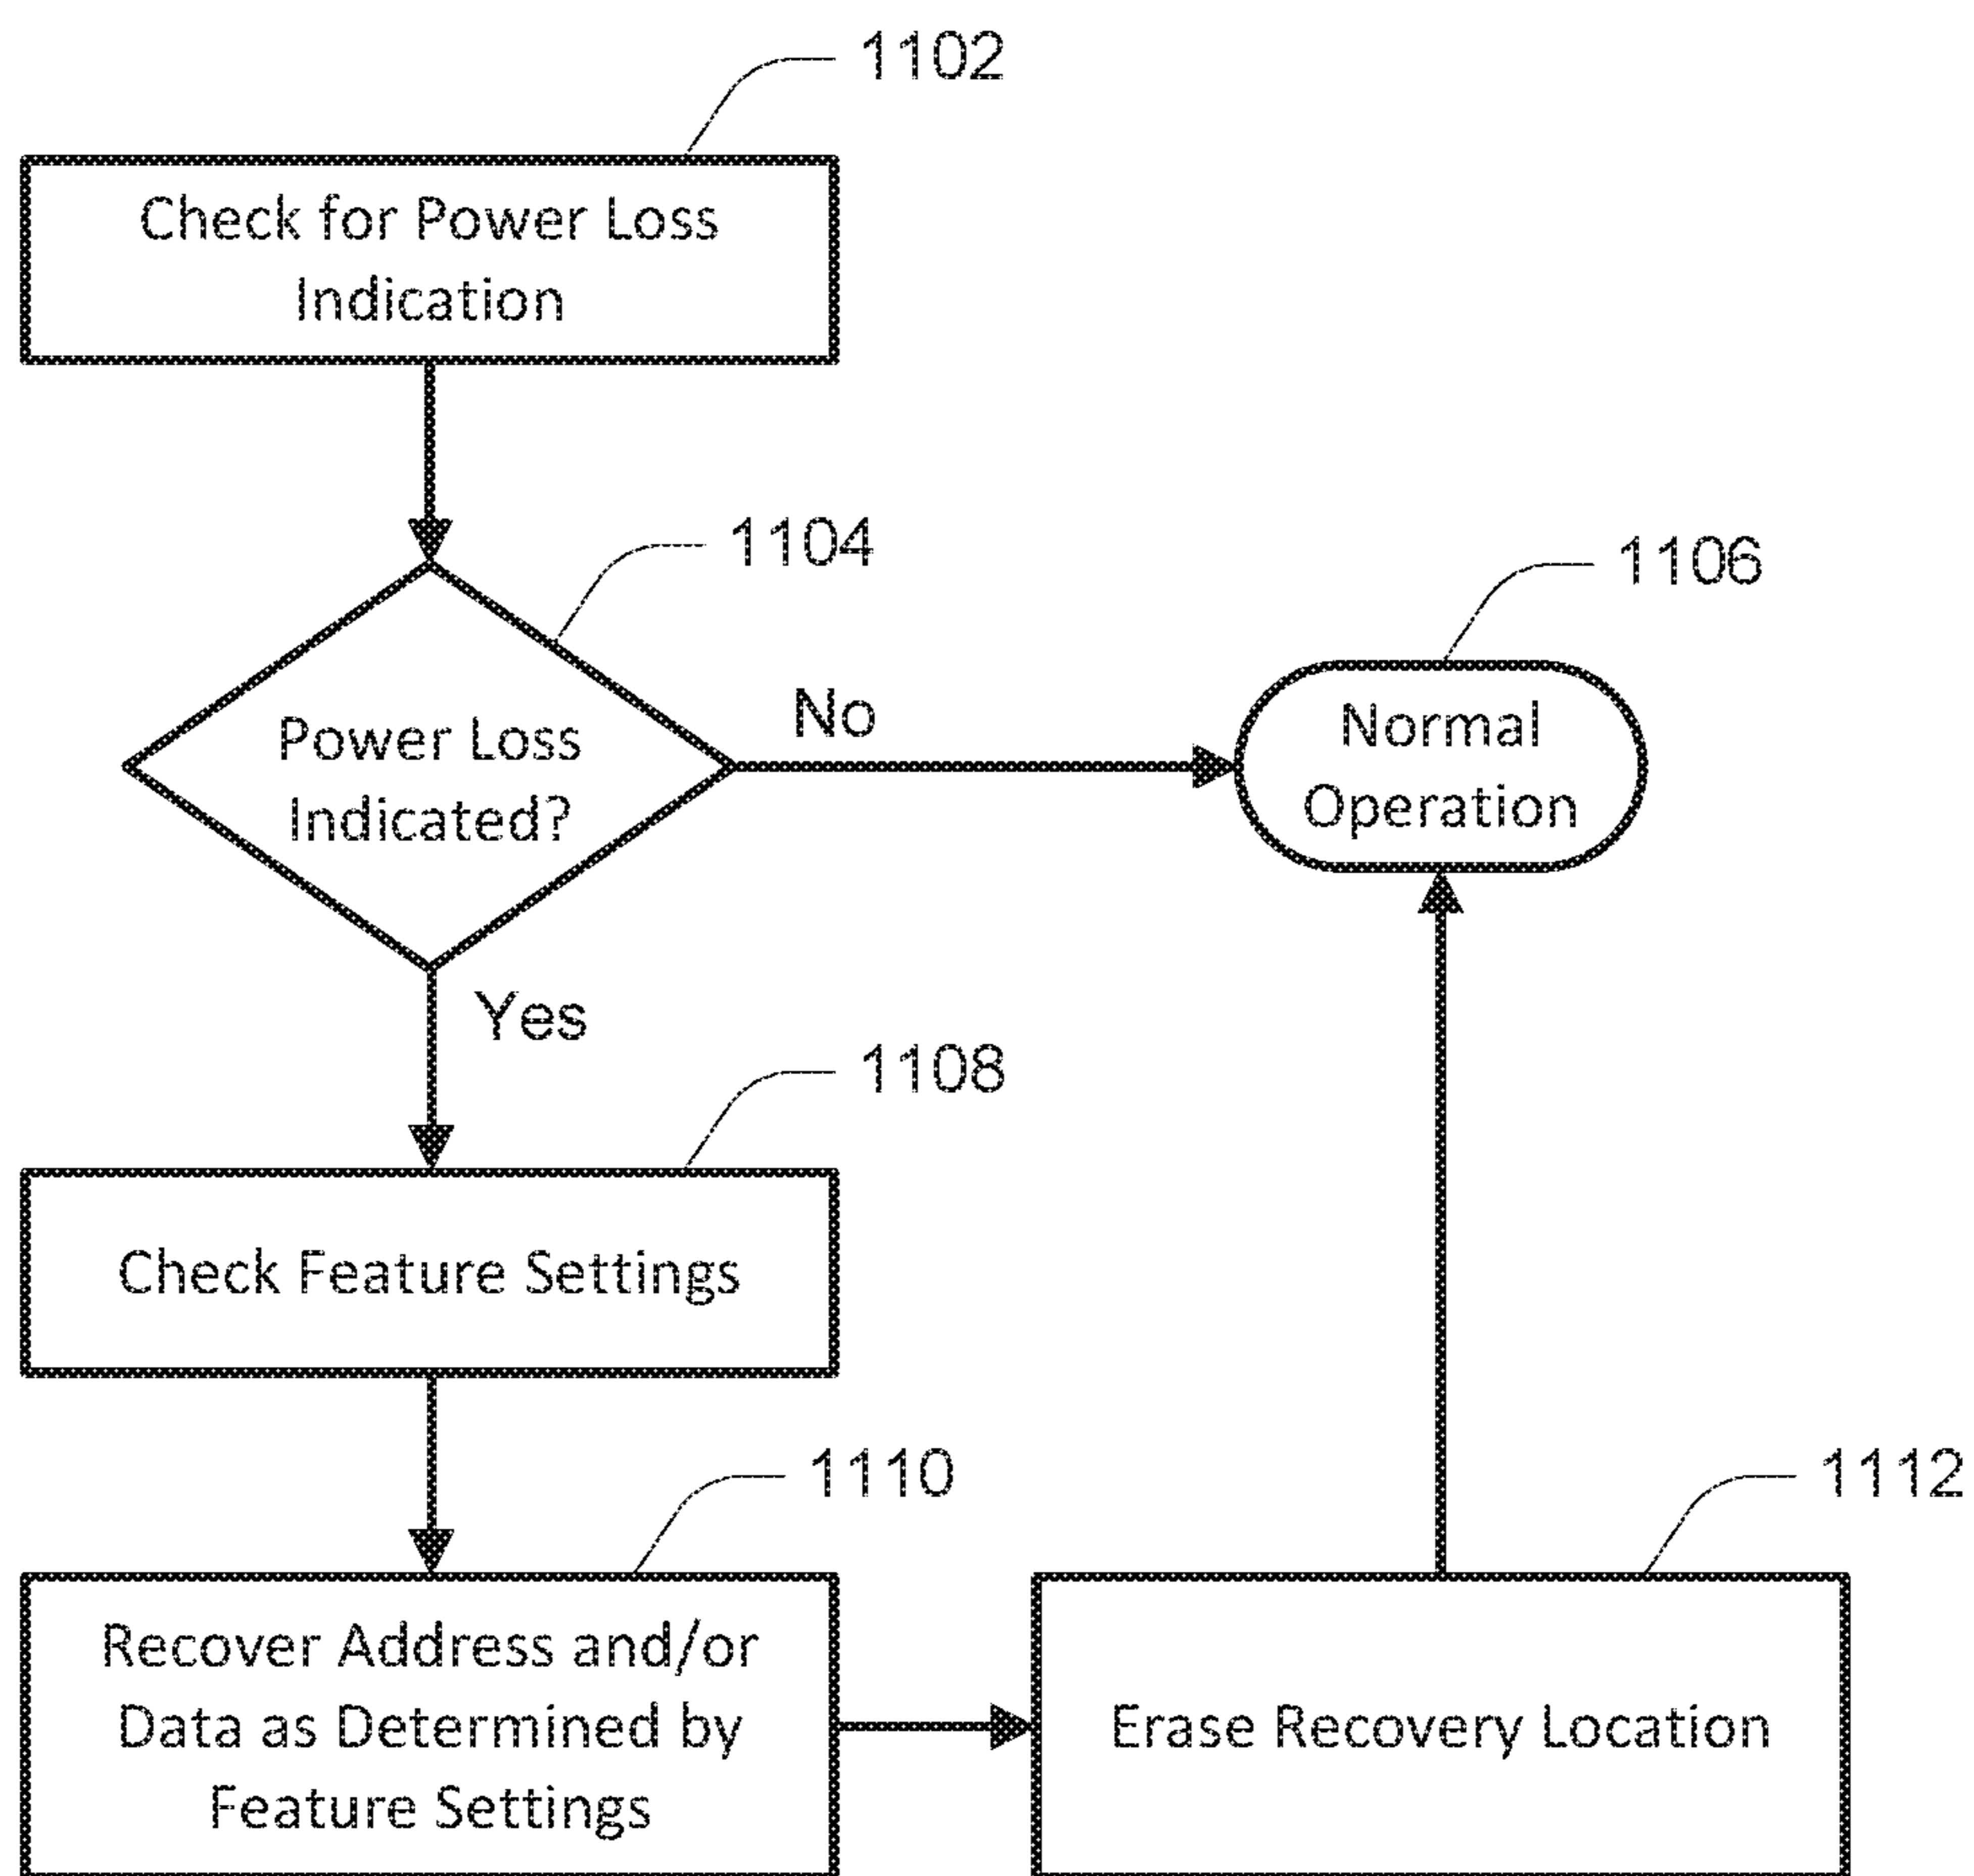 1102
Check for Power Loss
Indication
1104
Power Loss
Indicated?
No
1106
Normal
Operation
Yes
1108
Check Feature Settings
1110
Recover Address and/or
Data as Determined by
Feature Settings
1112
Erase Recovery Location